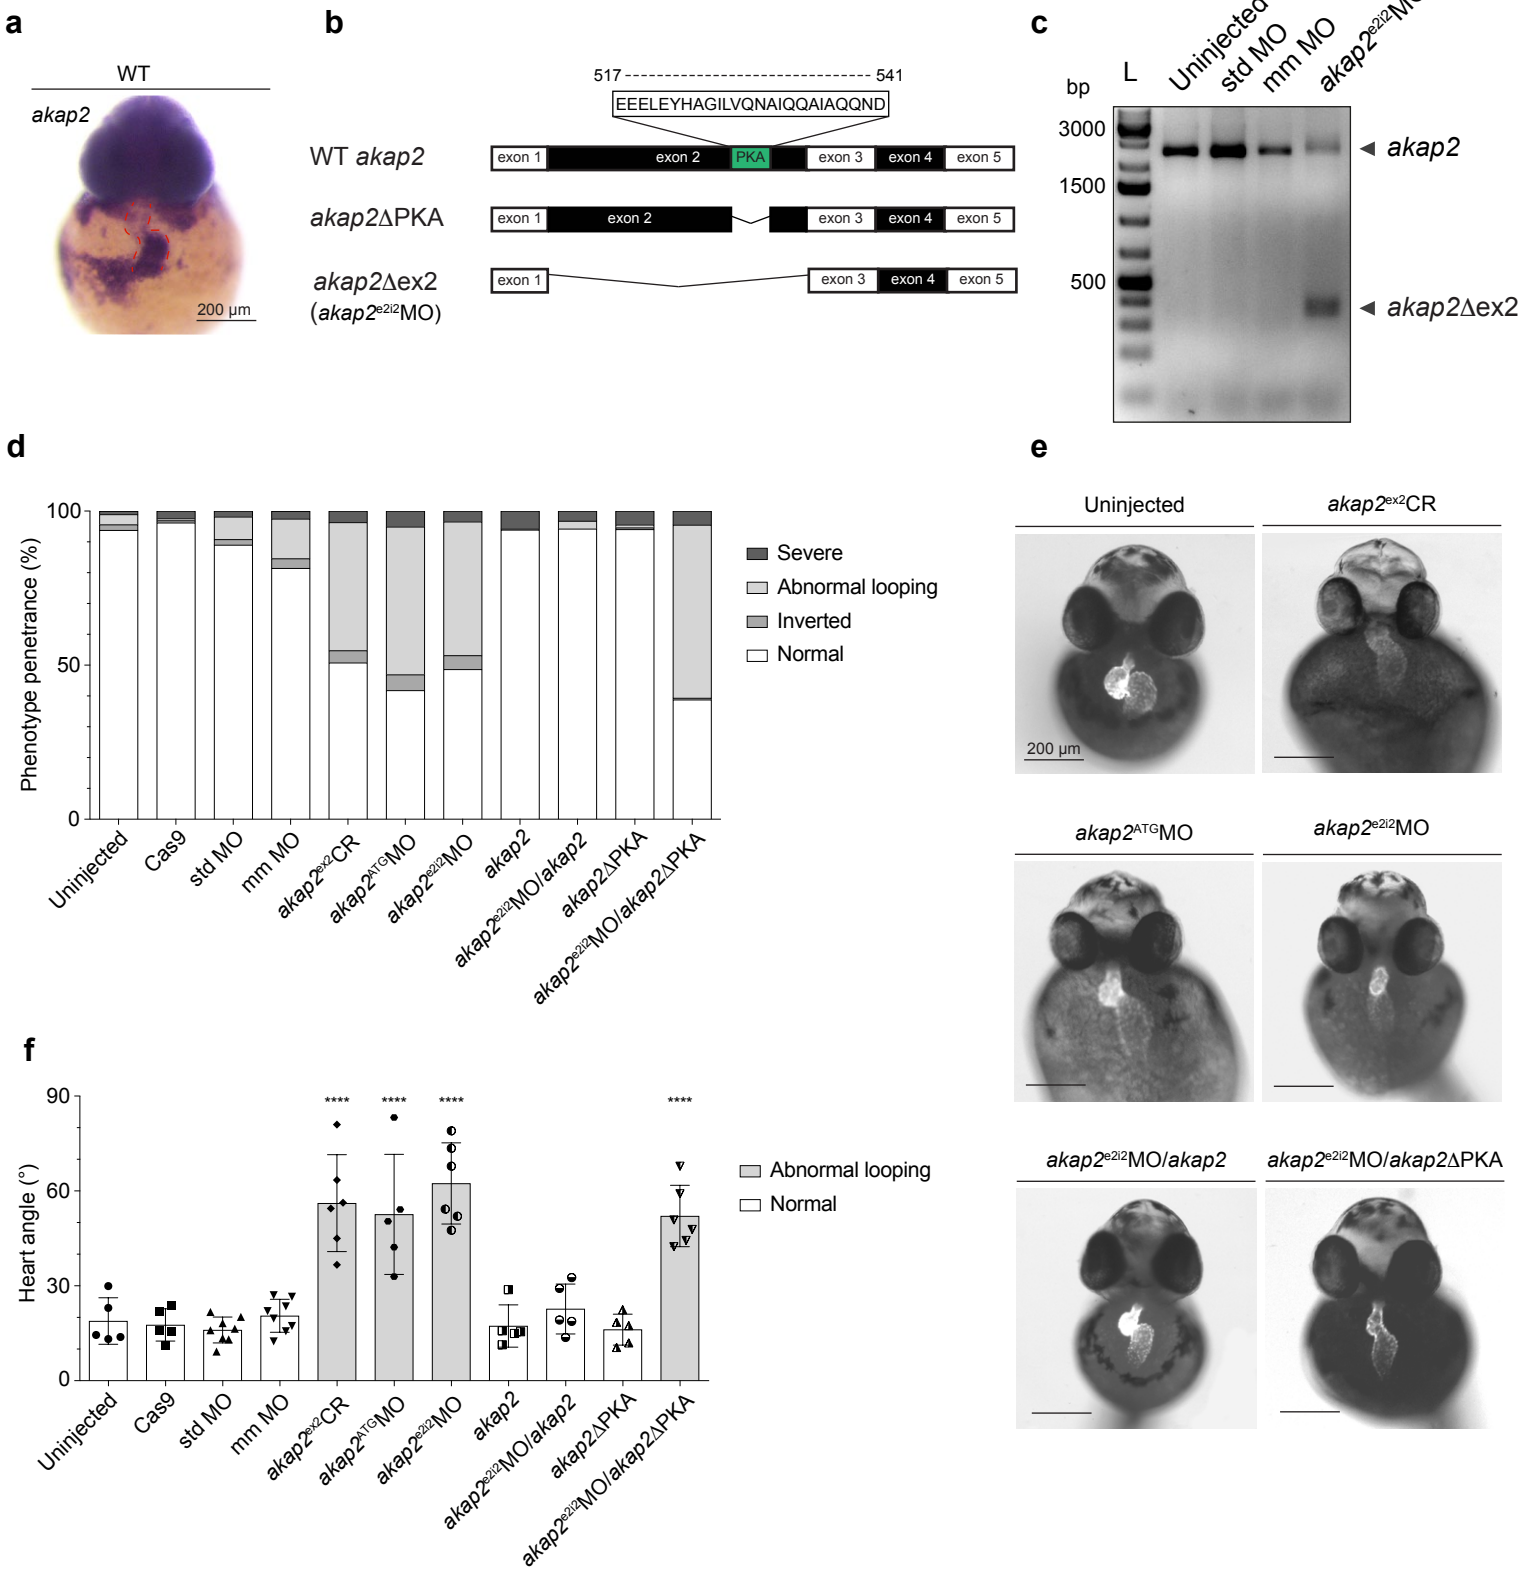 a
WT
akap2
200 µm
b
517 541
EEELEYHAGILVQNAIQQAIAQQND
WT akap2
exon 1 exon 2 PKA exon 3 exon 4 exon 5
akap2ΔPKA
exon 1 exon 2 exon 3 exon 4 exon 5
akap2Δex2
(akap2e2i2MO)
exon 1 exon 3 exon 4 exon 5
c
bp
L
Uninjected
std MO
mm MO
akap2e2i2MO
3000
1500
500
akap2
akap2Δex2
d
Phenotype penetrance (%)
100
50
0
Severe
Abnormal looping
Inverted
Normal
Uninjected
Cas9
std MO
mm MO
akap2ex2CR
akap2ATGMO
akap2e2i2MO
akap2
akap2e2i2MO/akap2
akap2ΔPKA
akap2e2i2MO/akap2ΔPKA
e
Uninjected
akap2ex2CR
200 µm
akap2ATGMO
akap2e2i2MO
akap2e2i2MO/akap2
akap2e2i2MO/akap2ΔPKA
f
Heart angle (°)
90
60
30
0
**** **** **** ****
Abnormal looping
Normal
Uninjected
Cas9
std MO
mm MO
akap2ex2CR
akap2ATGMO
akap2e2i2MO
akap2
akap2e2i2MO/akap2
akap2ΔPKA
akap2e2i2MO/akap2ΔPKA